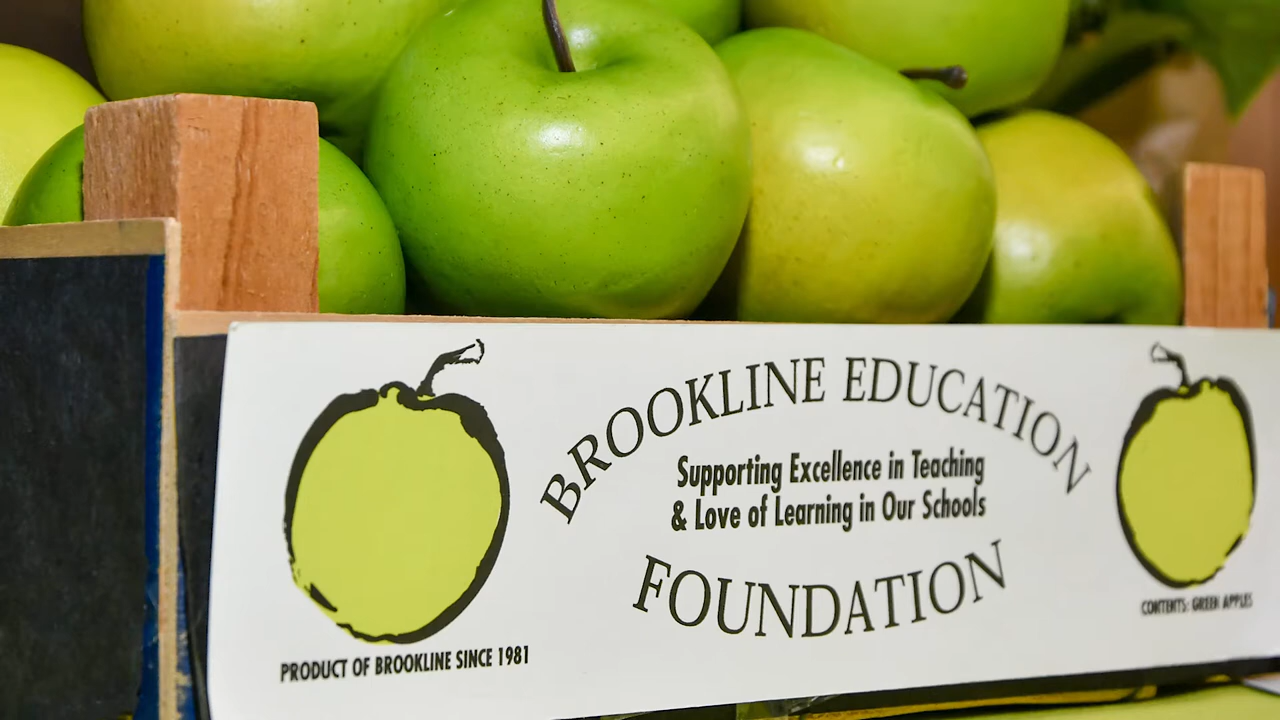 BROOKLINE EDUCATION
Supporting Excellence in Teaching
& Love of Learning in Our Schools
FOUNDATION
PRODUCT OF BROOKLINE SINCE 1981
CONTENTS: GREEN APPLES